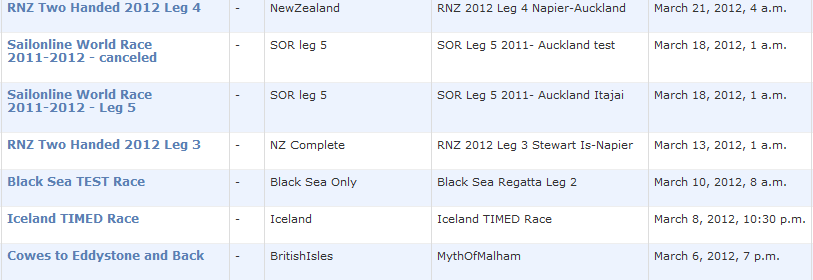 RNZ Two Handed 2012 Leg 4 - NewZealand RNZ 2012 Leg 4 Napier-Auckland March 21, 2012, 4 a.m.
Sailonline World Race - SOR leg 5 SOR Leg 5 2011- Auckland test March 18, 2012, 1 a.m.
2011-2012 - canceled
Sailonline World Race - SOR leg 5 SOR Leg 5 2011- Auckland Itajai March 18, 2012, 1 a.m.
2011-2012 - Leg 5
RNZ Two Handed 2012 Leg 3 - NZ Complete RNZ 2012 Leg 3 Stewart Is-Napier March 13, 2012, 1 a.m.
Black Sea TEST Race - Black Sea Only Black Sea Regatta Leg 2 March 10, 2012, 8 a.m.
Iceland TIMED Race - Iceland Iceland TIMED Race March 8, 2012, 10:30 p.m.
Cowes to Eddystone and Back - BritishIsles MythOfMalham March 6, 2012, 7 p.m.